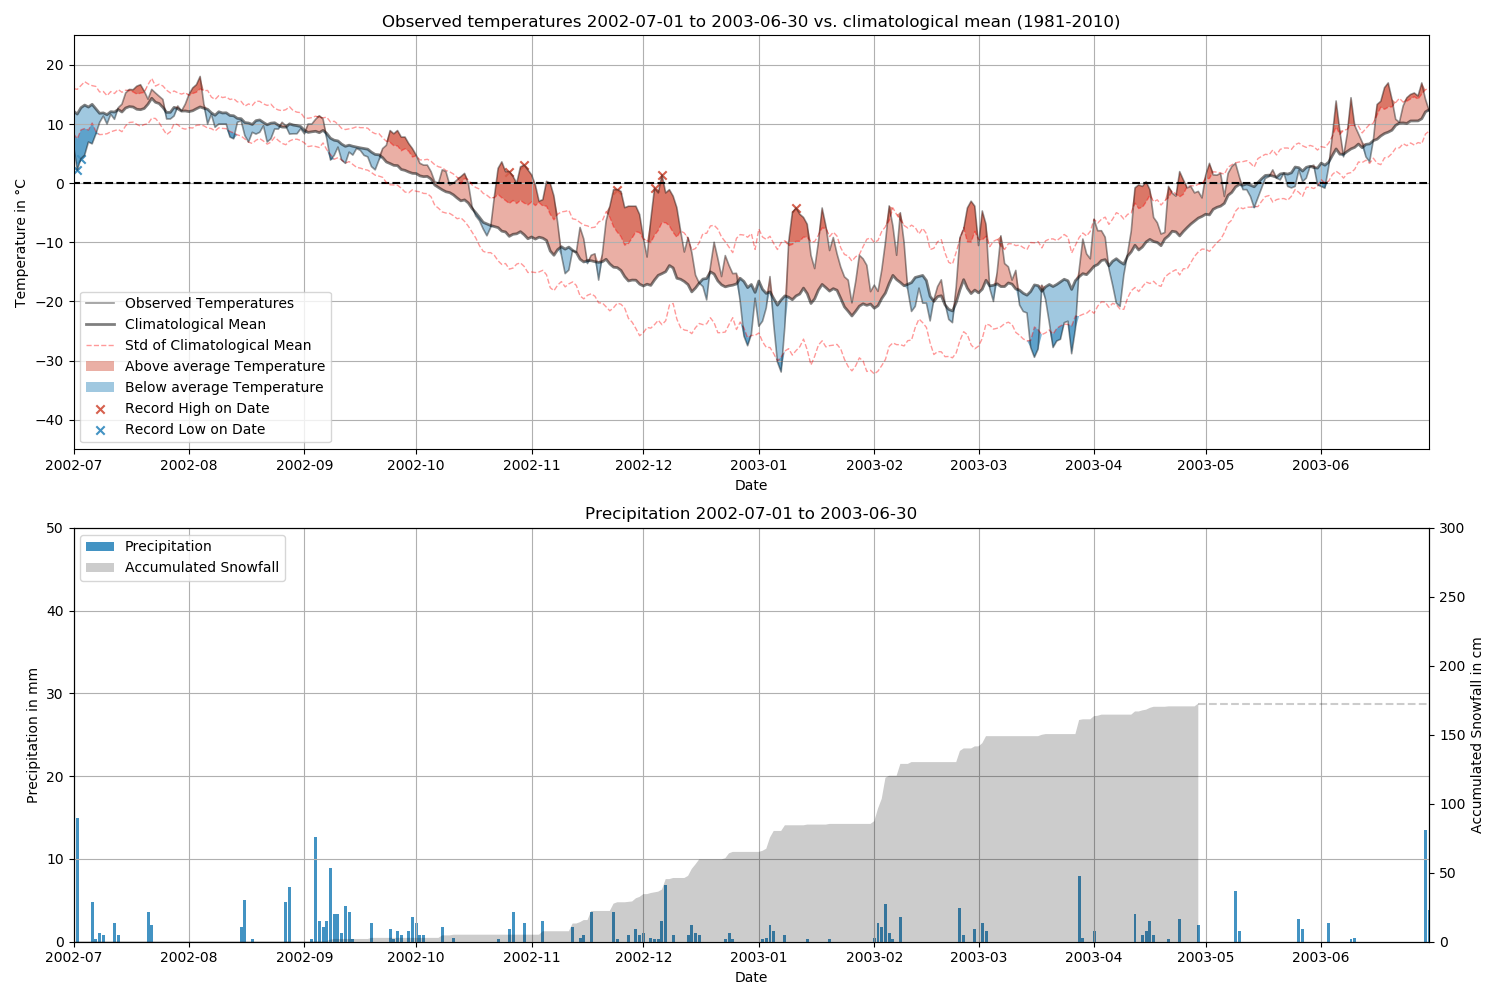 Observed temperatures 2002-07-01 to 2003-06-30 vs. climatological mean (1981-2010)
Temperature in °C
20
10
0
−10
−20
−30
−40
Observed Temperatures
Climatological Mean
Std of Climatological Mean
Above average Temperature
Below average Temperature
Record High on Date
Record Low on Date
2002-07 2002-08 2002-09 2002-10 2002-11 2002-12 2003-01 2003-02 2003-03 2003-04 2003-05 2003-06
Date
Precipitation 2002-07-01 to 2003-06-30
Precipitation in mm
50
40
30
20
10
0
Precipitation
Accumulated Snowfall
300
250
200
150
100
50
0
Accumulated Snowfall in cm
2002-07 2002-08 2002-09 2002-10 2002-11 2002-12 2003-01 2003-02 2003-03 2003-04 2003-05 2003-06
Date